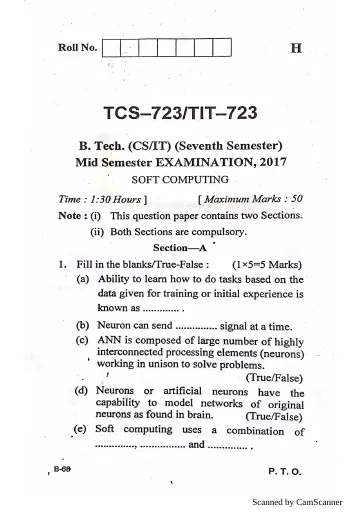 Roll No.
H
TCS–723/TIT–723
B. Tech. (CS/IT) (Seventh Semester)
Mid Semester EXAMINATION, 2017
SOFT COMPUTING
Time : 1:30 Hours ] [ Maximum Marks : 50
Note : (i) This question paper contains two Sections.
(ii) Both Sections are compulsory.
Section—A
1. Fill in the blanks/True-False : (1×5=5 Marks)
(a) Ability to learn how to do tasks based on the
data given for training or initial experience is
known as ............. .
(b) Neuron can send ............... signal at a time.
(c) ANN is composed of large number of highly
interconnected processing elements (neurons)
working in unison to solve problems.
(True/False)
(d) Neurons or artificial neurons have the
capability to model networks of original
neurons as found in brain. (True/False)
(e) Soft computing uses a combination of
.............., ................ and .............. .
B-69 P. T. O.
Scanned by CamScanner